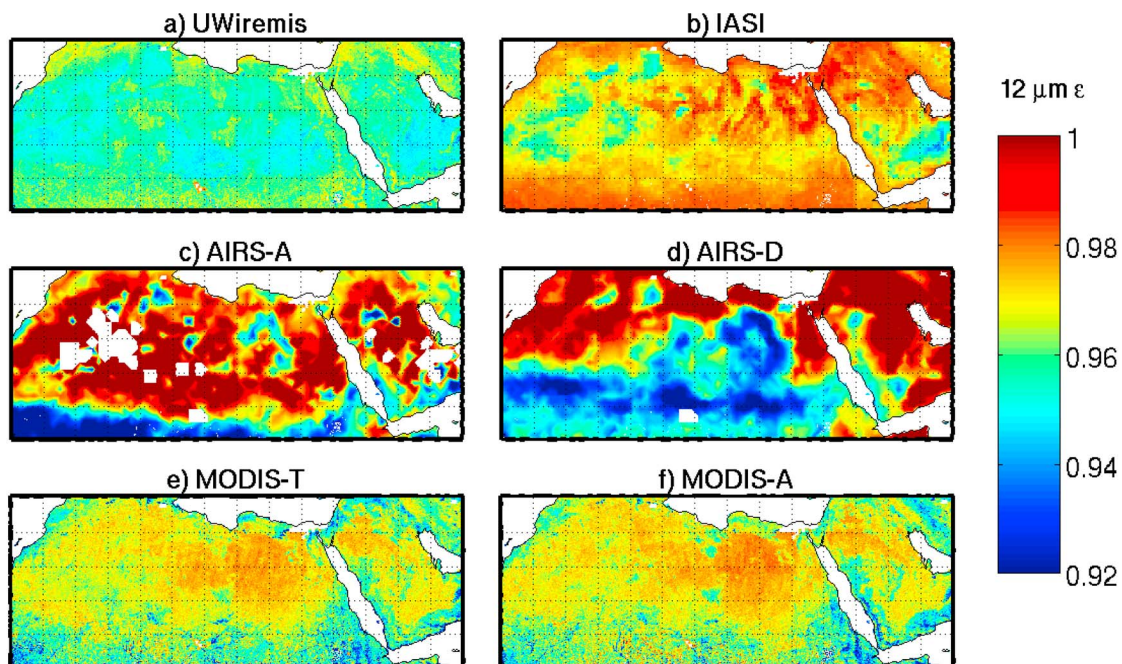 a) UWiremis
b) IASI
12 μm ε
1
c) AIRS-A
d) AIRS-D
0.98
0.96
0.94
e) MODIS-T
f) MODIS-A
0.92